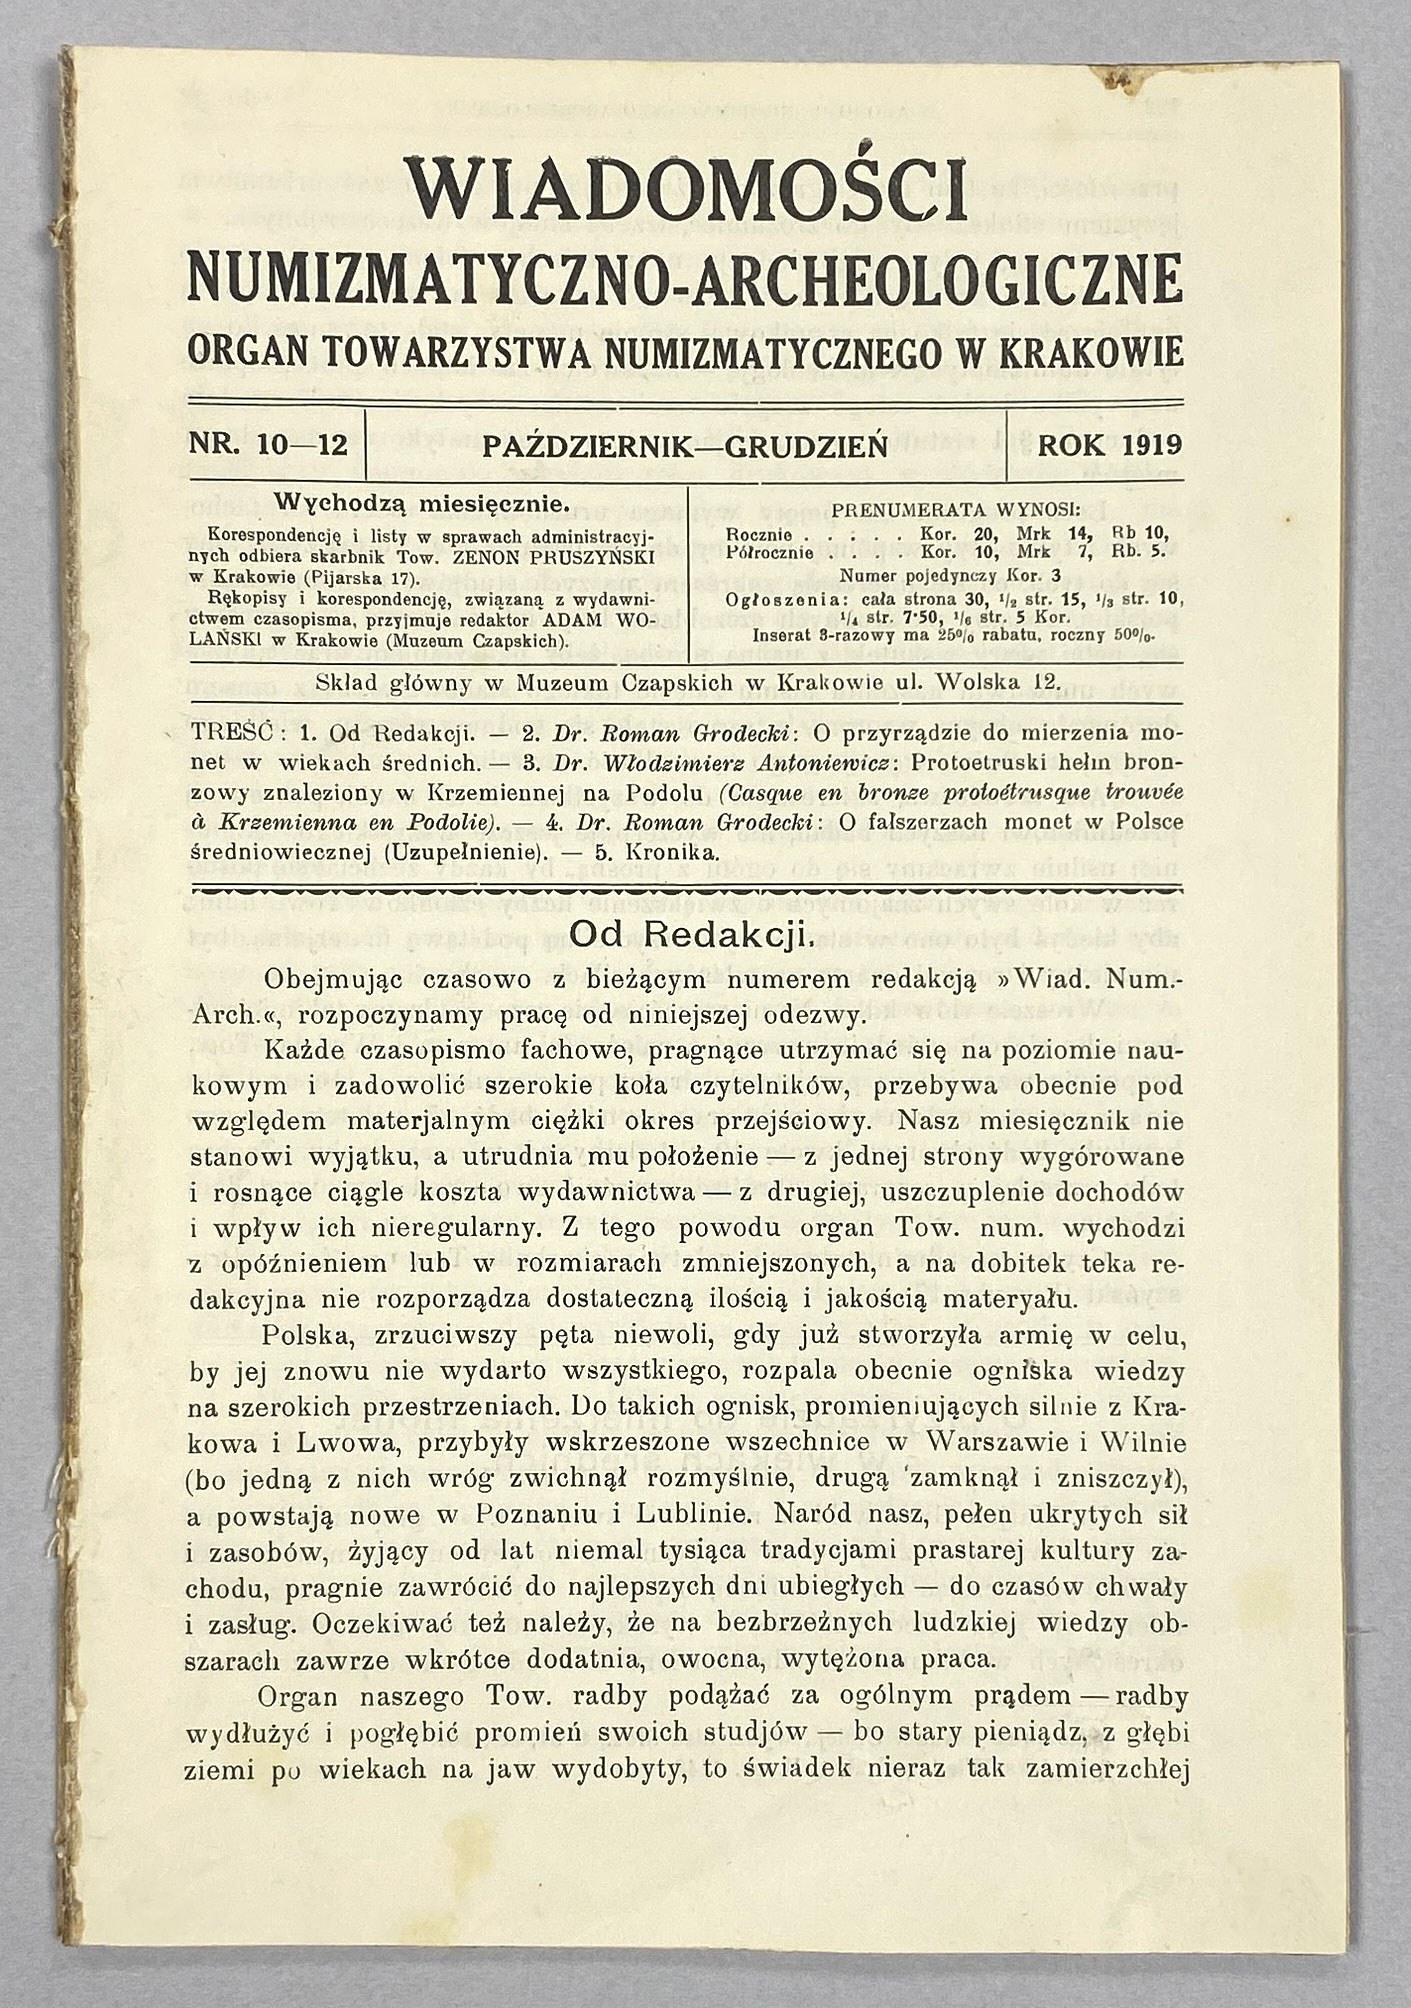 WIADOMOŚCI
NUMIZMATYCZNO-ARCHEOLOGICZNE
ORGAN TOWARZYSTWA NUMIZMATYCZNEGO W KRAKOWIE
NR. 10—12
PAŹDZIERNIK—GRUDZIEŃ
ROK 1919
Wychodzą miesięcznie.
Korespondencję i listy w sprawach administracyj-
nych odbiera skarbnik Tow. ZENON PRUSZYŃSKI
w Krakowie (Pijarska 17).
Rękopisy i korespondencję, związaną z wydawni-
ctwem czasopisma, przyjmuje redaktor ADAM WO-
LAŃSKI w Krakowie (Muzeum Czapskich).
PRENUMERATA WYNOSI:
Rocznie . . . . . . Kor. 20, Mrk 14, Rb 10,
Półrocznie . . . . . Kor. 10, Mrk 7, Rb. 5.
Numer pojedynczy Kor. 3
Ogłoszenia: cała strona 30, 1/2 str. 15, 1/3 str. 10,
1/4 str. 7·50, 1/6 str. 5 Kor.
Inserat 3-razowy ma 25% rabatu, roczny 50%.
Skład główny w Muzeum Czapskich w Krakowie ul. Wolska 12.
TREŚĆ: 1. Od Redakcji. — 2. Dr. Roman Grodecki: O przyrządzie do mierzenia mo-
net w wiekach średnich. — 3. Dr. Włodzimierz Antoniewicz: Protoetruski hełm bron-
zowy znaleziony w Krzemiennej na Podolu (Casque en bronze protoétrusque trouvée
à Krzemienna en Podolie). — 4. Dr. Roman Grodecki: O fałszerzach monet w Polsce
średniowiecznej (Uzupełnienie). — 5. Kronika.
Od Redakcji.
Obejmując czasowo z bieżącym numerem redakcją »Wiad. Num.-
Arch.«, rozpoczynamy pracę od niniejszej odezwy.
Każde czasopismo fachowe, pragnące utrzymać się na poziomie nau-
kowym i zadowolić szerokie koła czytelników, przebywa obecnie pod
względem materjalnym ciężki okres przejściowy. Nasz miesięcznik nie
stanowi wyjątku, a utrudnia mu położenie — z jednej strony wygórowane
i rosnące ciągle koszta wydawnictwa — z drugiej, uszczuplenie dochodów
i wpływ ich nieregularny. Z tego powodu organ Tow. num. wychodzi
z opóźnieniem lub w rozmiarach zmniejszonych, a na dobitek teka re-
dakcyjna nie rozporządza dostateczną ilością i jakością materyału.
Polska, zrzuciwszy pęta niewoli, gdy już stworzyła armię w celu,
by jej znowu nie wydarto wszystkiego, rozpala obecnie ogniska wiedzy
na szerokich przestrzeniach. Do takich ognisk, promieniujących silnie z Kra-
kowa i Lwowa, przybyły wskrzeszone wszechnice w Warszawie i Wilnie
(bo jedną z nich wróg zwichnął rozmyślnie, drugą zamknął i zniszczył),
a powstają nowe w Poznaniu i Lublinie. Naród nasz, pełen ukrytych sił
i zasobów, żyjący od lat niemal tysiąca tradycjami prastarej kultury za-
chodu, pragnie zawrócić do najlepszych dni ubiegłych — do czasów chwały
i zasług. Oczekiwać też należy, że na bezbrzeżnych ludzkiej wiedzy ob-
szarach zawrze wkrótce dodatnia, owocna, wytężona praca.
Organ naszego Tow. radby podążać za ogólnym prądem — radby
wydłużyć i pogłębić promień swoich studjów — bo stary pieniądz, z głębi
ziemi po wiekach na jaw wydobyty, to świadek nieraz tak zamierzchłej